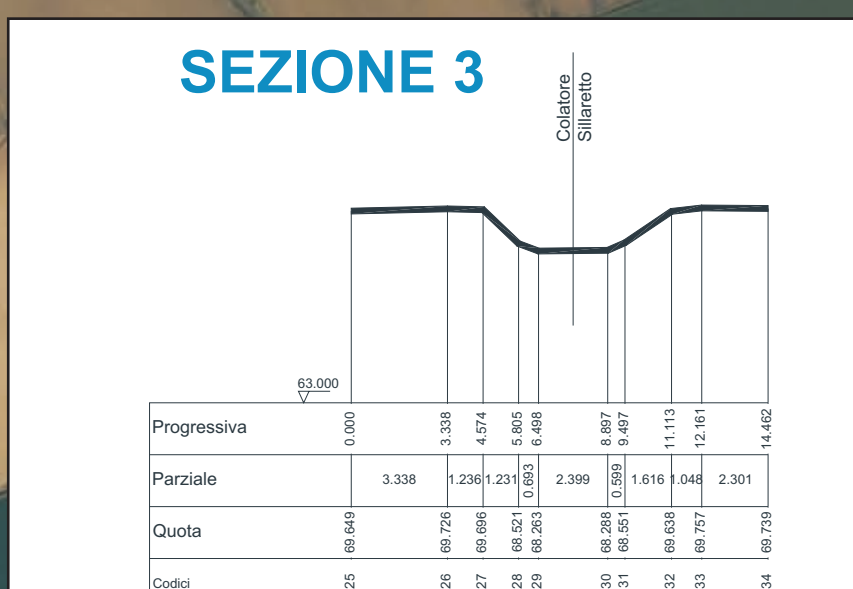 SEZIONE 3
Colatore
Sillaretto
63.000
Progressiva 0.000 3.338 4.574 5.805 6.498 8.897 9.497 11.113 12.161 14.462
Parziale 3.338 1.236 1.231 0.693 2.399 0.599 1.616 1.048 2.301
Quota 69.649 69.726 69.696 68.521 68.263 68.288 68.551 69.638 69.757 69.739
Codici 25 26 27 28 29 30 31 32 33 34